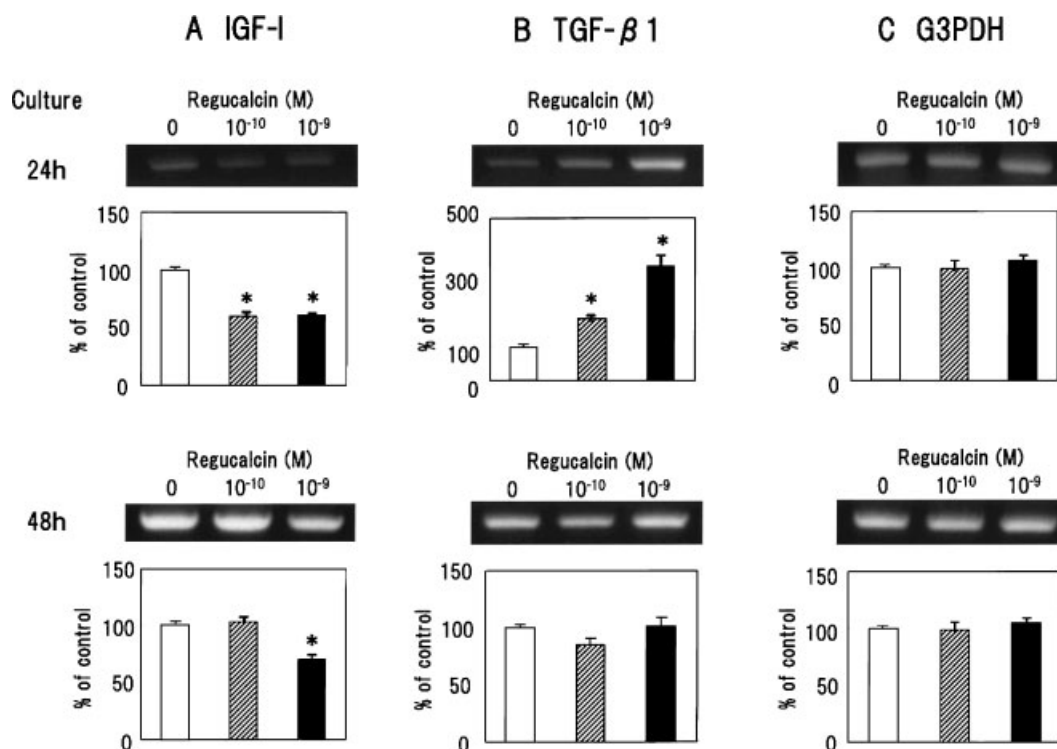 A IGF-I
B TGF-β1
C G3PDH
Culture
Regucalcin (M)
0 10⁻¹⁰ 10⁻⁹
Regucalcin (M)
0 10⁻¹⁰ 10⁻⁹
Regucalcin (M)
0 10⁻¹⁰ 10⁻⁹
24h
% of control
150
100
50
0
*
*
% of control
500
300
100
0
*
*
% of control
150
100
50
0
Regucalcin (M)
0 10⁻¹⁰ 10⁻⁹
Regucalcin (M)
0 10⁻¹⁰ 10⁻⁹
Regucalcin (M)
0 10⁻¹⁰ 10⁻⁹
48h
% of control
150
100
50
0
*
% of control
150
100
50
0
% of control
150
100
50
0